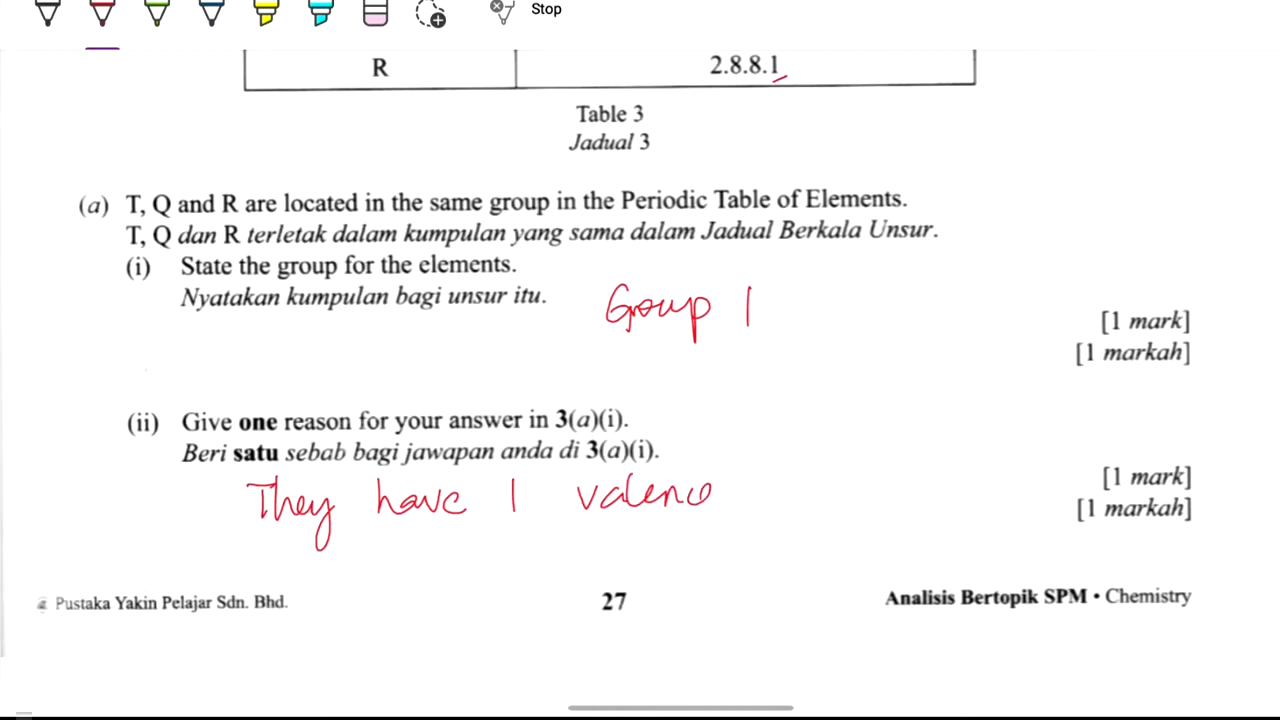 Stop
R 2.8.8.1
Table 3
Jadual 3
(a) T, Q and R are located in the same group in the Periodic Table of Elements.
T, Q dan R terletak dalam kumpulan yang sama dalam Jadual Berkala Unsur.
(i) State the group for the elements.
Nyatakan kumpulan bagi unsur itu.
Group 1
[1 mark]
[1 markah]
(ii) Give one reason for your answer in 3(a)(i).
Beri satu sebab bagi jawapan anda di 3(a)(i).
They have 1 valence
[1 mark]
[1 markah]
Pustaka Yakin Pelajar Sdn. Bhd. 27 Analisis Bertopik SPM • Chemistry